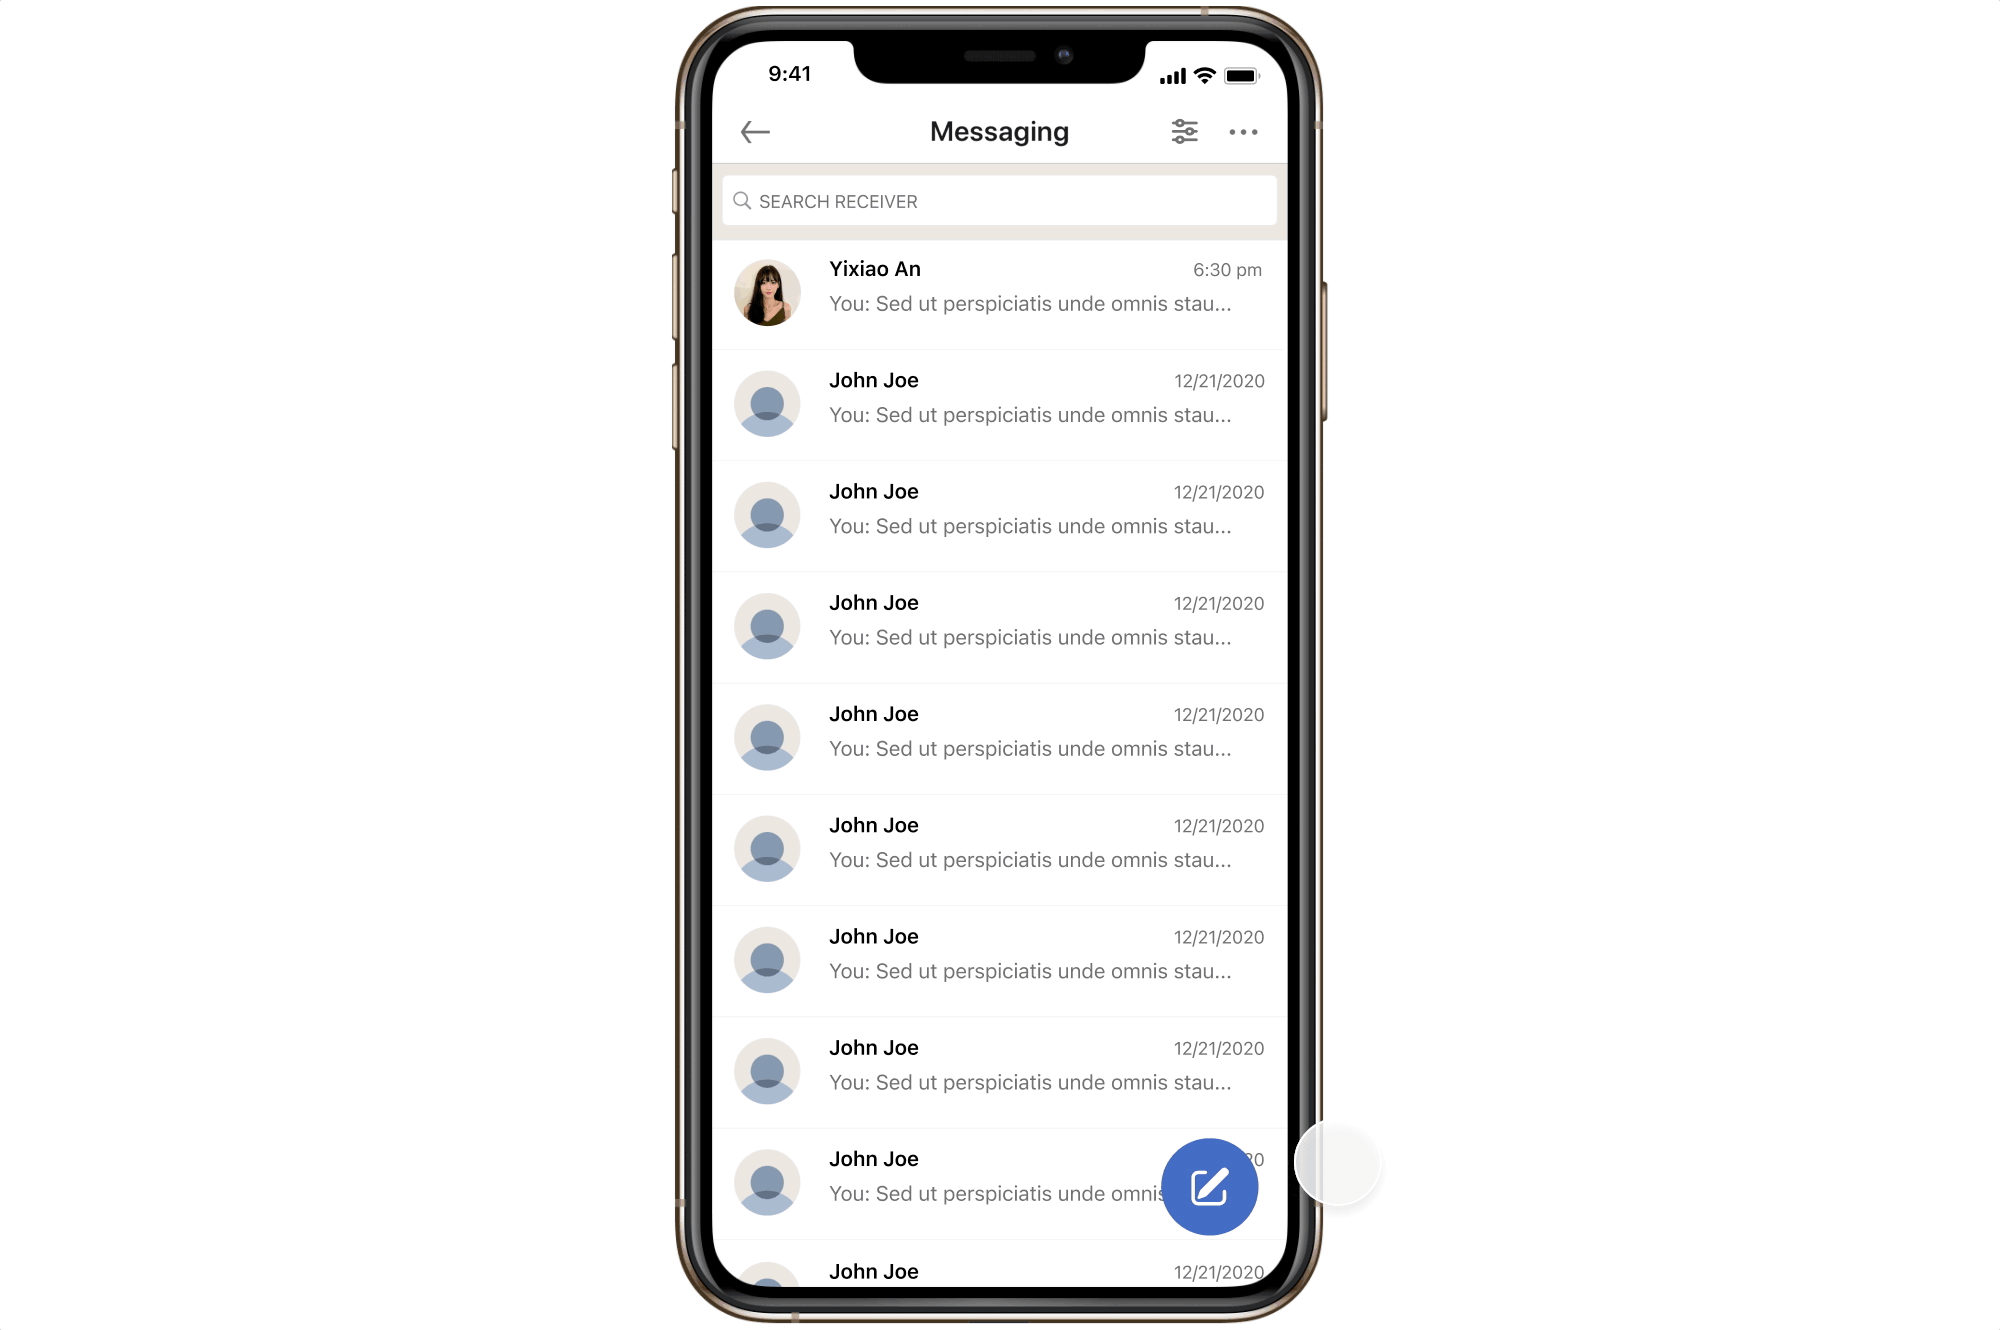 9:41
Messaging
SEARCH RECEIVER
Yixiao An 6:30 pm
You: Sed ut perspiciatis unde omnis stau...
John Joe 12/21/2020
You: Sed ut perspiciatis unde omnis stau...
John Joe 12/21/2020
You: Sed ut perspiciatis unde omnis stau...
John Joe 12/21/2020
You: Sed ut perspiciatis unde omnis stau...
John Joe 12/21/2020
You: Sed ut perspiciatis unde omnis stau...
John Joe 12/21/2020
You: Sed ut perspiciatis unde omnis stau...
John Joe 12/21/2020
You: Sed ut perspiciatis unde omnis stau...
John Joe 12/21/2020
You: Sed ut perspiciatis unde omnis stau...
John Joe
You: Sed ut perspiciatis unde omnis
John Joe 12/21/2020